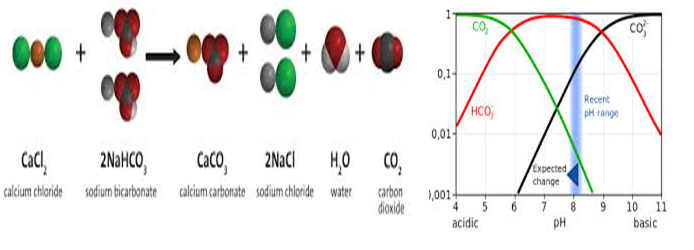 + + + + +
CaCl₂ 2NaHCO₃ CaCO₃ 2NaCl H₂O CO₂
calcium chloride sodium bicarbonate calcium carbonate sodium chloride water carbon
dioxide
1
0,1
0,01
0,001
CO₂
CO₃²⁻
HCO₃⁻
Recent
pH range
Expected
change
4 5 6 7 8 9 10 11
acidic pH basic